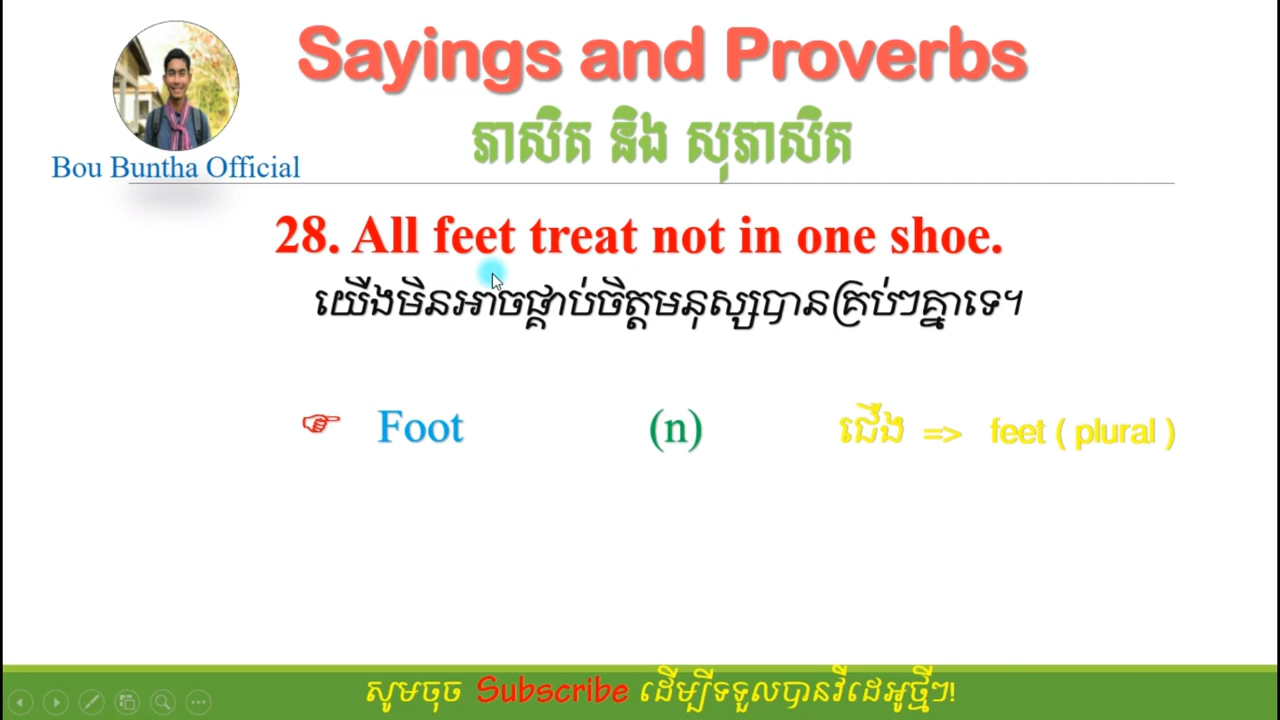 Sayings and Proverbs
ភាសិត និង សុភាសិត
Bou Buntha Official
28. All feet treat not in one shoe.
យើងមិនអាចផ្គាប់ចិត្តមនុស្សបានគ្រប់ៗគ្នាទេ។
☞ Foot (n) ជើង => feet ( plural )
សូមចុច Subscribe ដើម្បីទទួលបានវីដេអូថ្មីៗ!